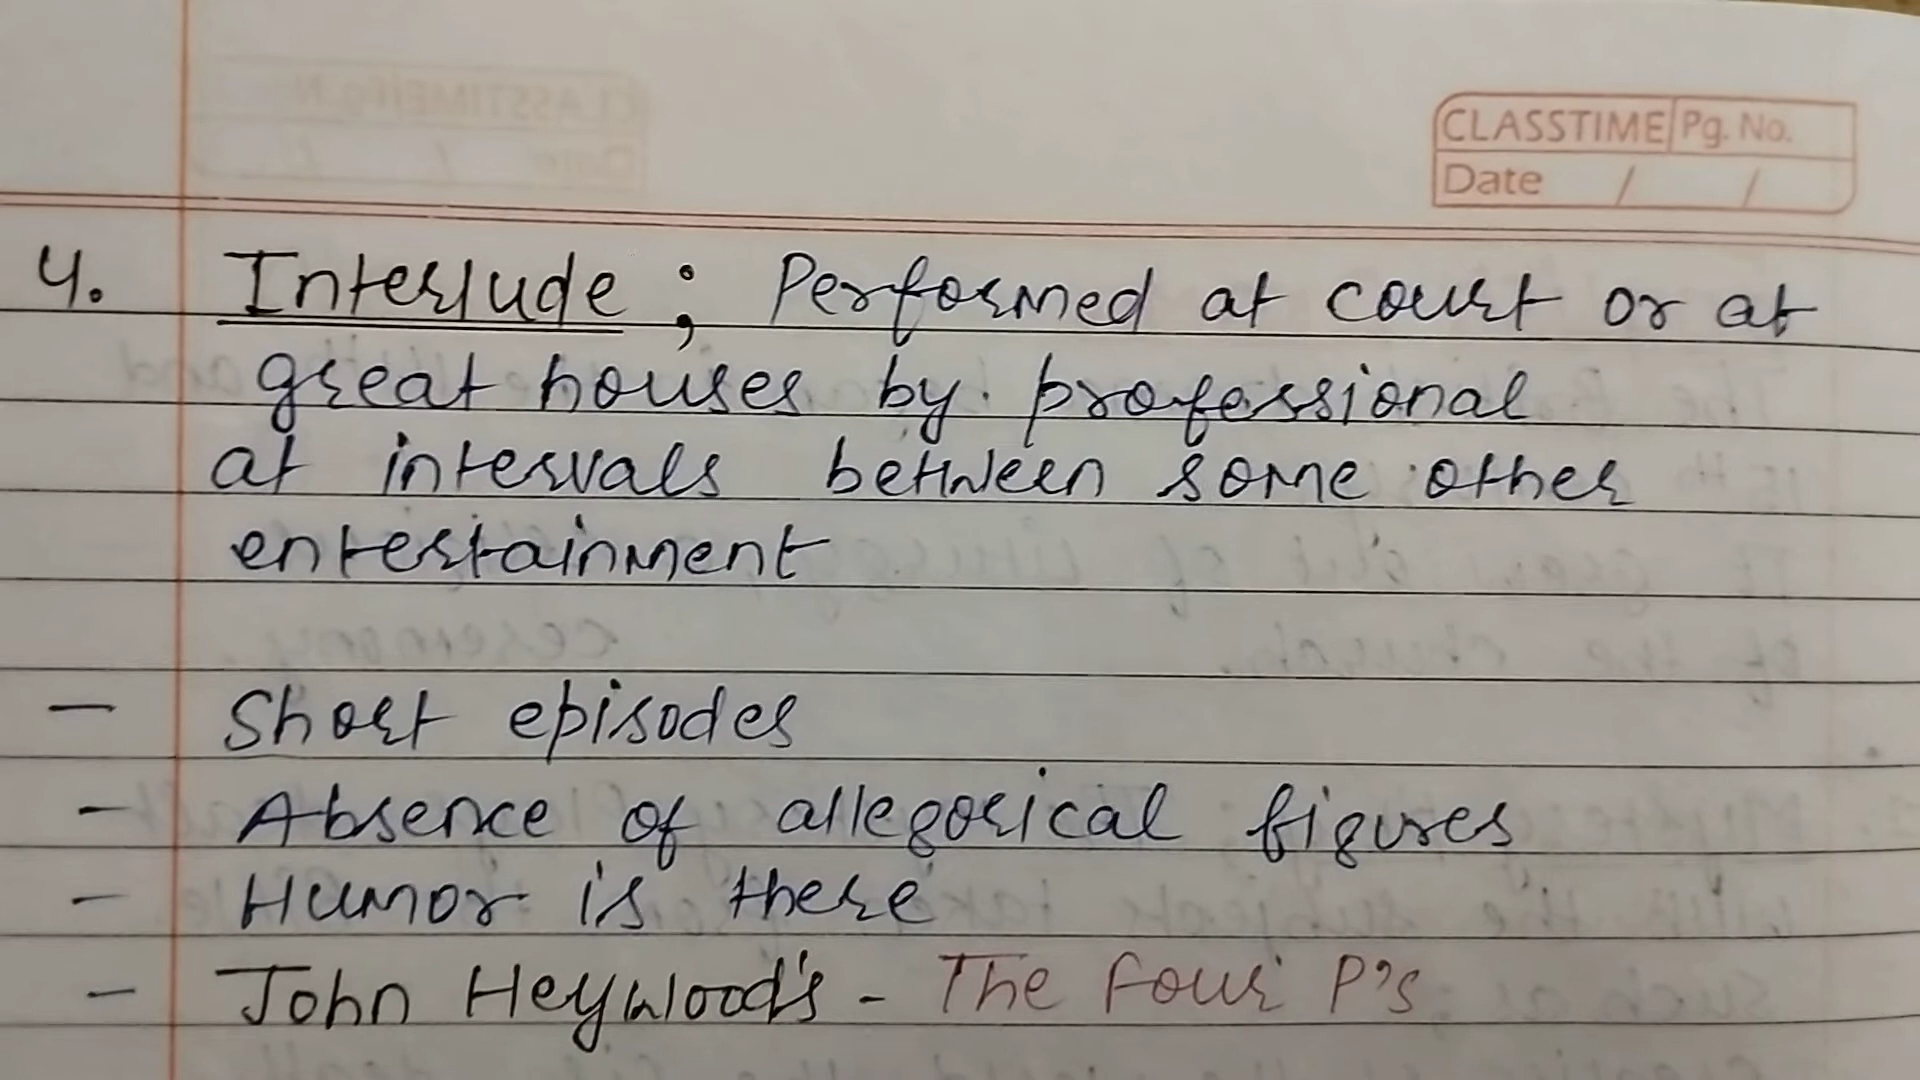 CLASSTIME Pg. No.
Date / /
4. Interlude ; Performed at court or at
great houses by professional
at intervals between some other
entertainment
- Short episodes
- Absence of allegorical figures
- Humor is there
- John Heywood's - The Four P's